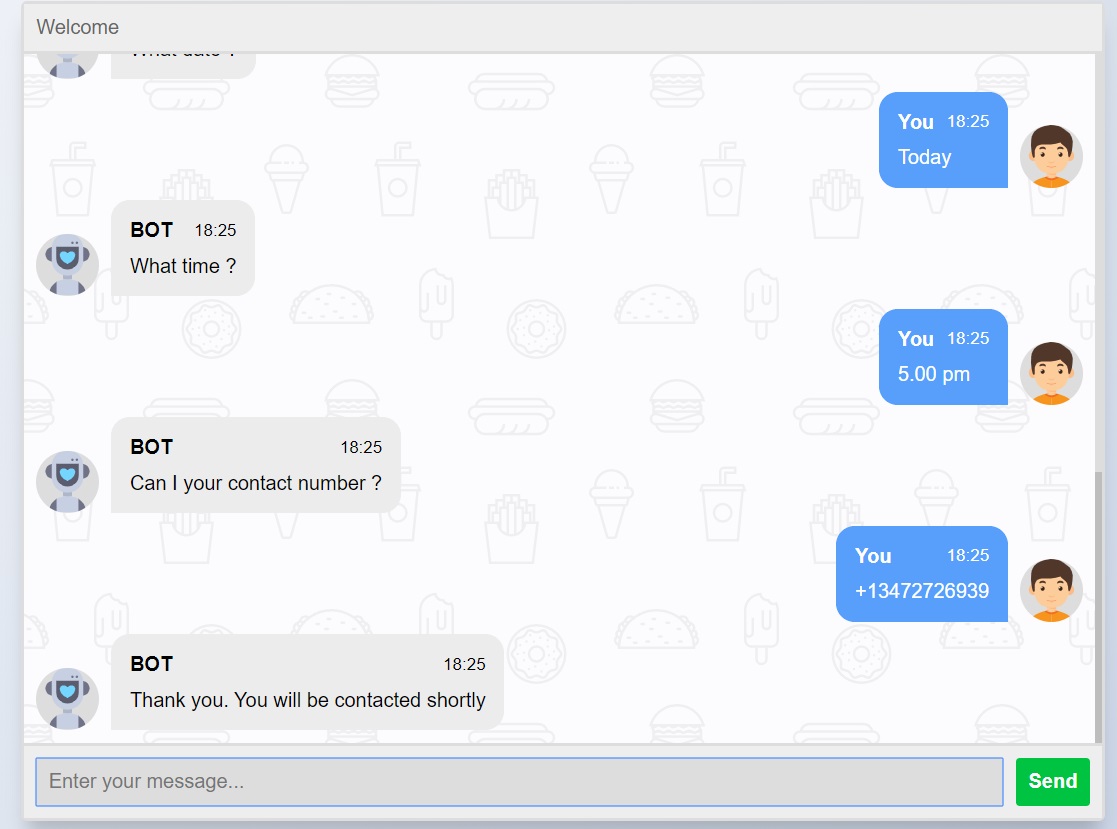 Welcome
What date ?
You 18:25
Today
BOT 18:25
What time ?
You 18:25
5.00 pm
BOT 18:25
Can I your contact number ?
You 18:25
+13472726939
BOT 18:25
Thank you. You will be contacted shortly
Enter your message...
Send